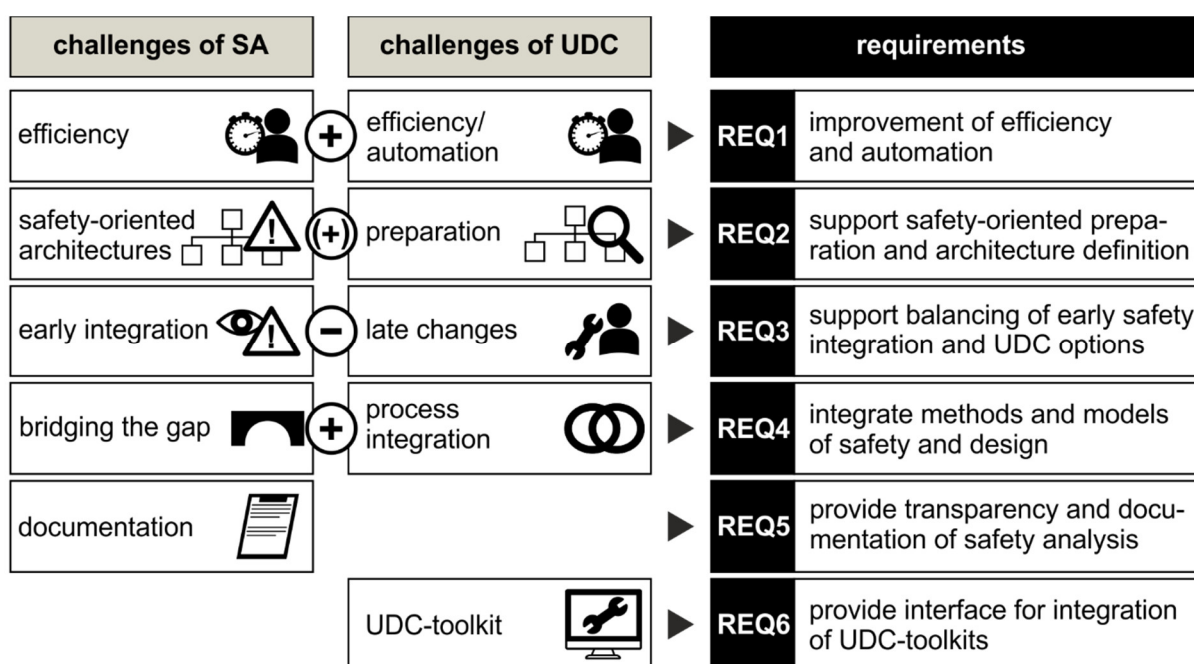 challenges of SA
challenges of UDC
requirements
efficiency
+
efficiency/
automation
REQ1
improvement of efficiency
and automation
safety-oriented
architectures
!
(+)
preparation
REQ2
support safety-oriented prepa-
ration and architecture definition
early integration
!
−
late changes
REQ3
support balancing of early safety
integration and UDC options
bridging the gap
+
process
integration
REQ4
integrate methods and models
of safety and design
documentation
REQ5
provide transparency and docu-
mentation of safety analysis
UDC-toolkit
REQ6
provide interface for integration
of UDC-toolkits